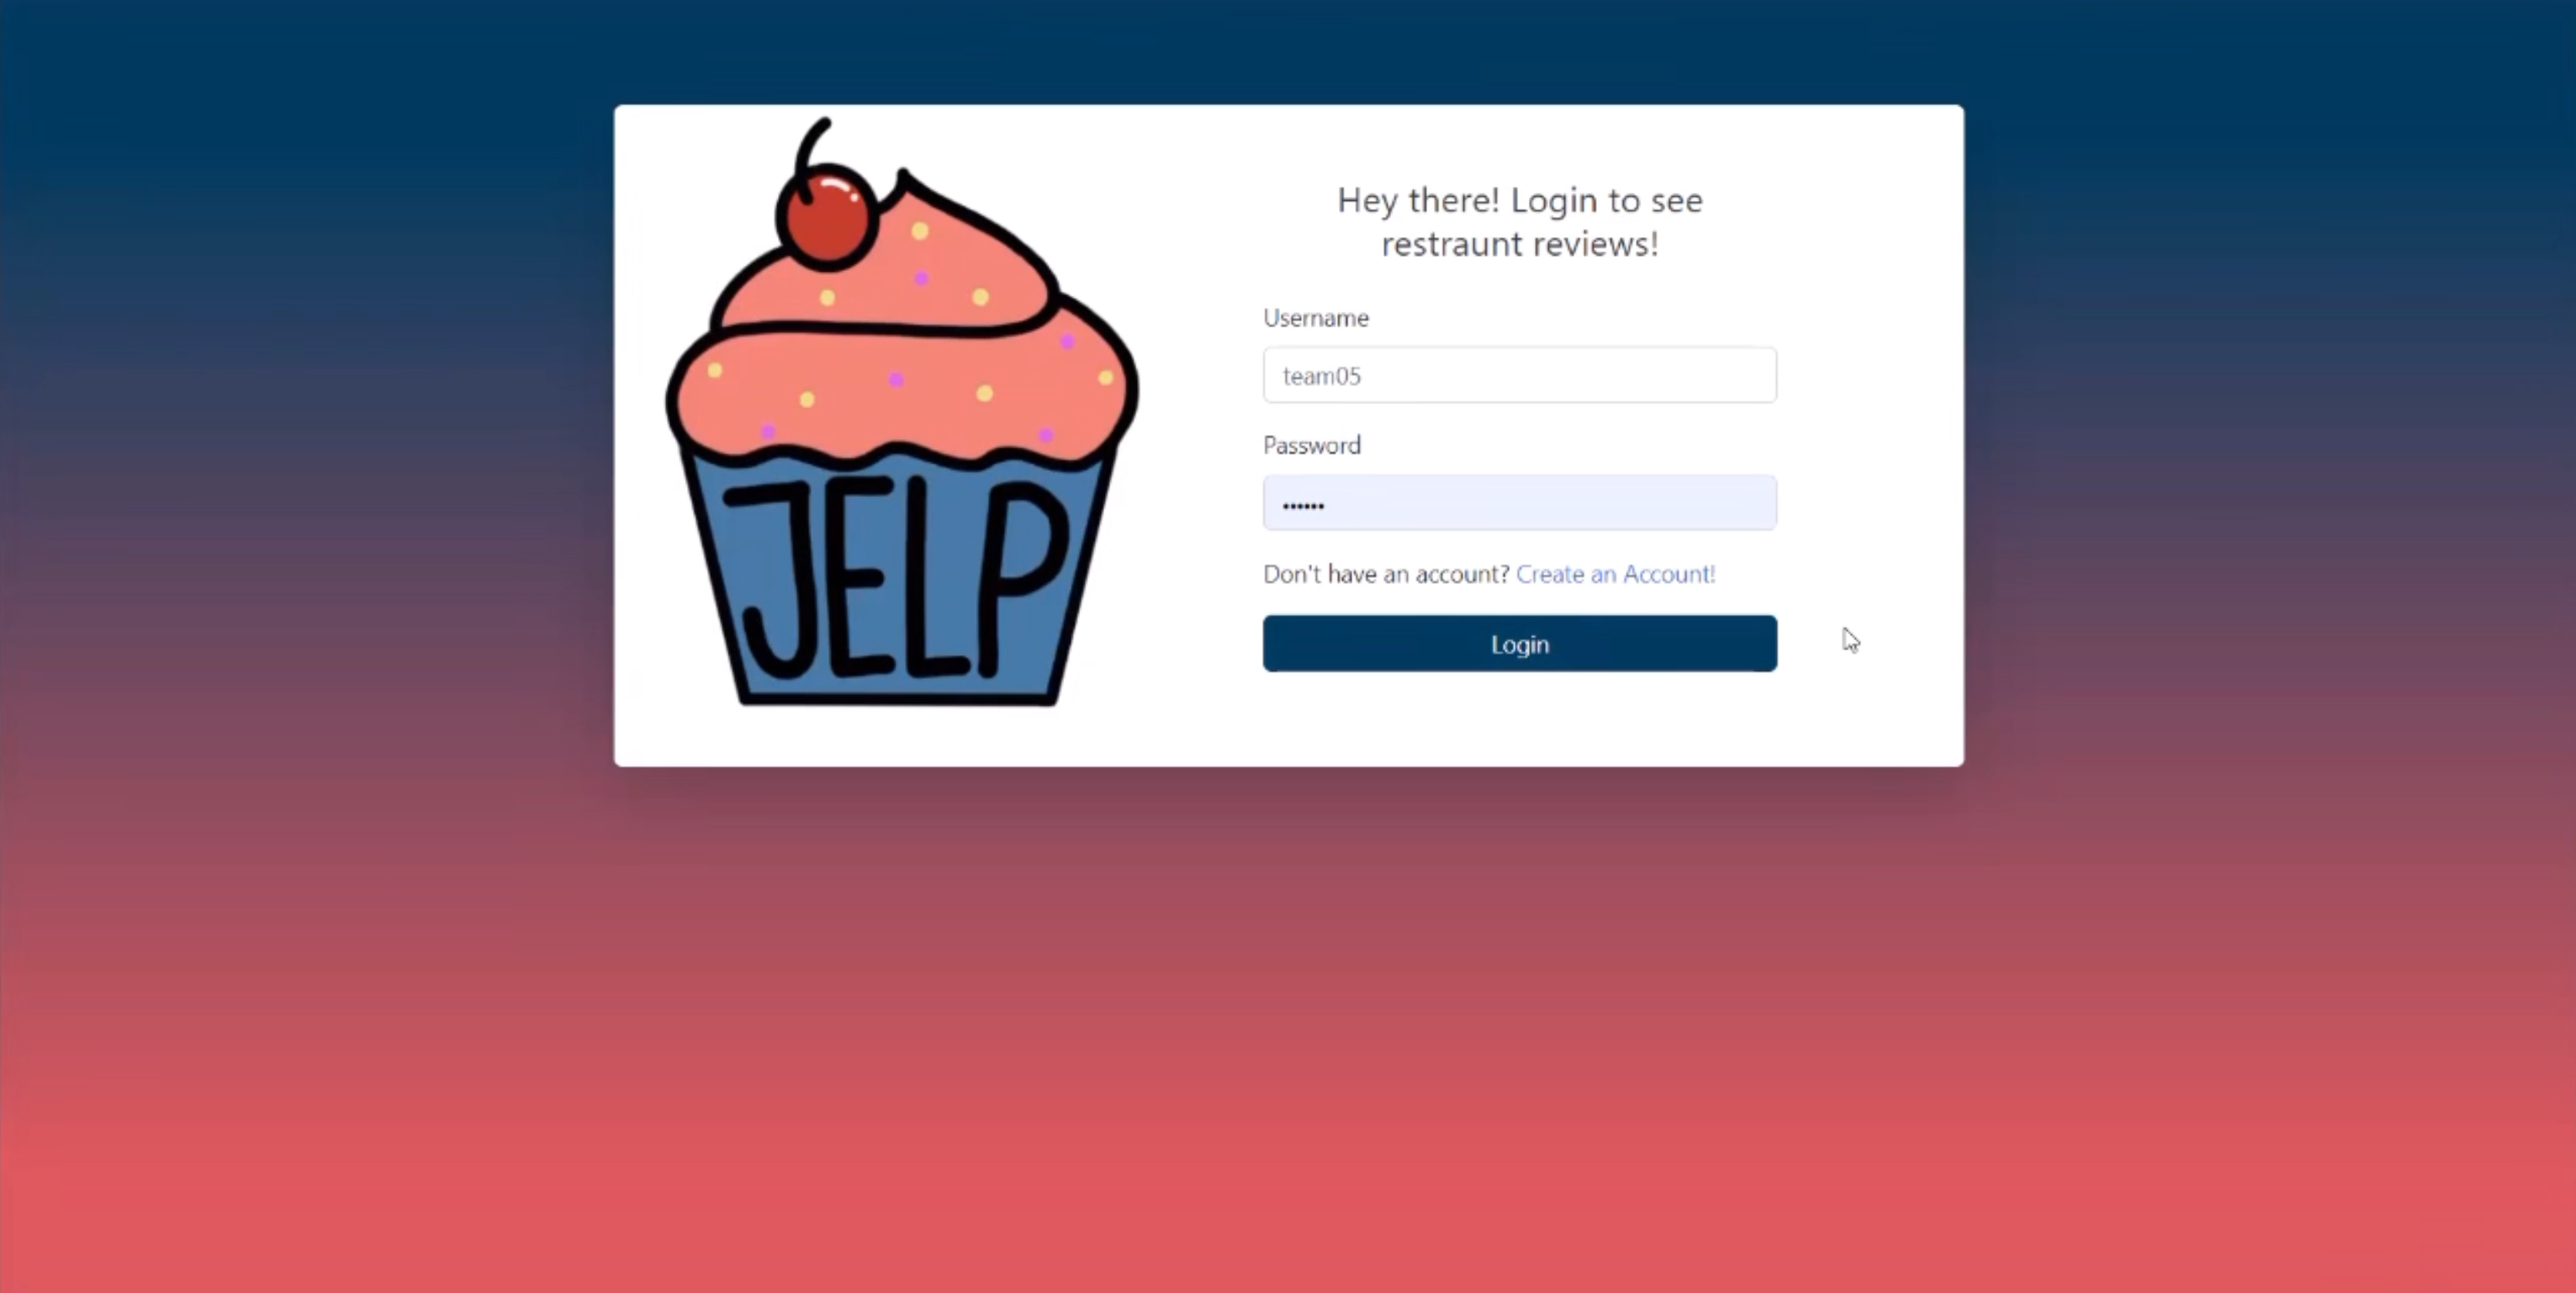 JELP
Hey there! Login to see
restraunt reviews!
Username
team05
Password
••••••
Don't have an account? Create an Account!
Login